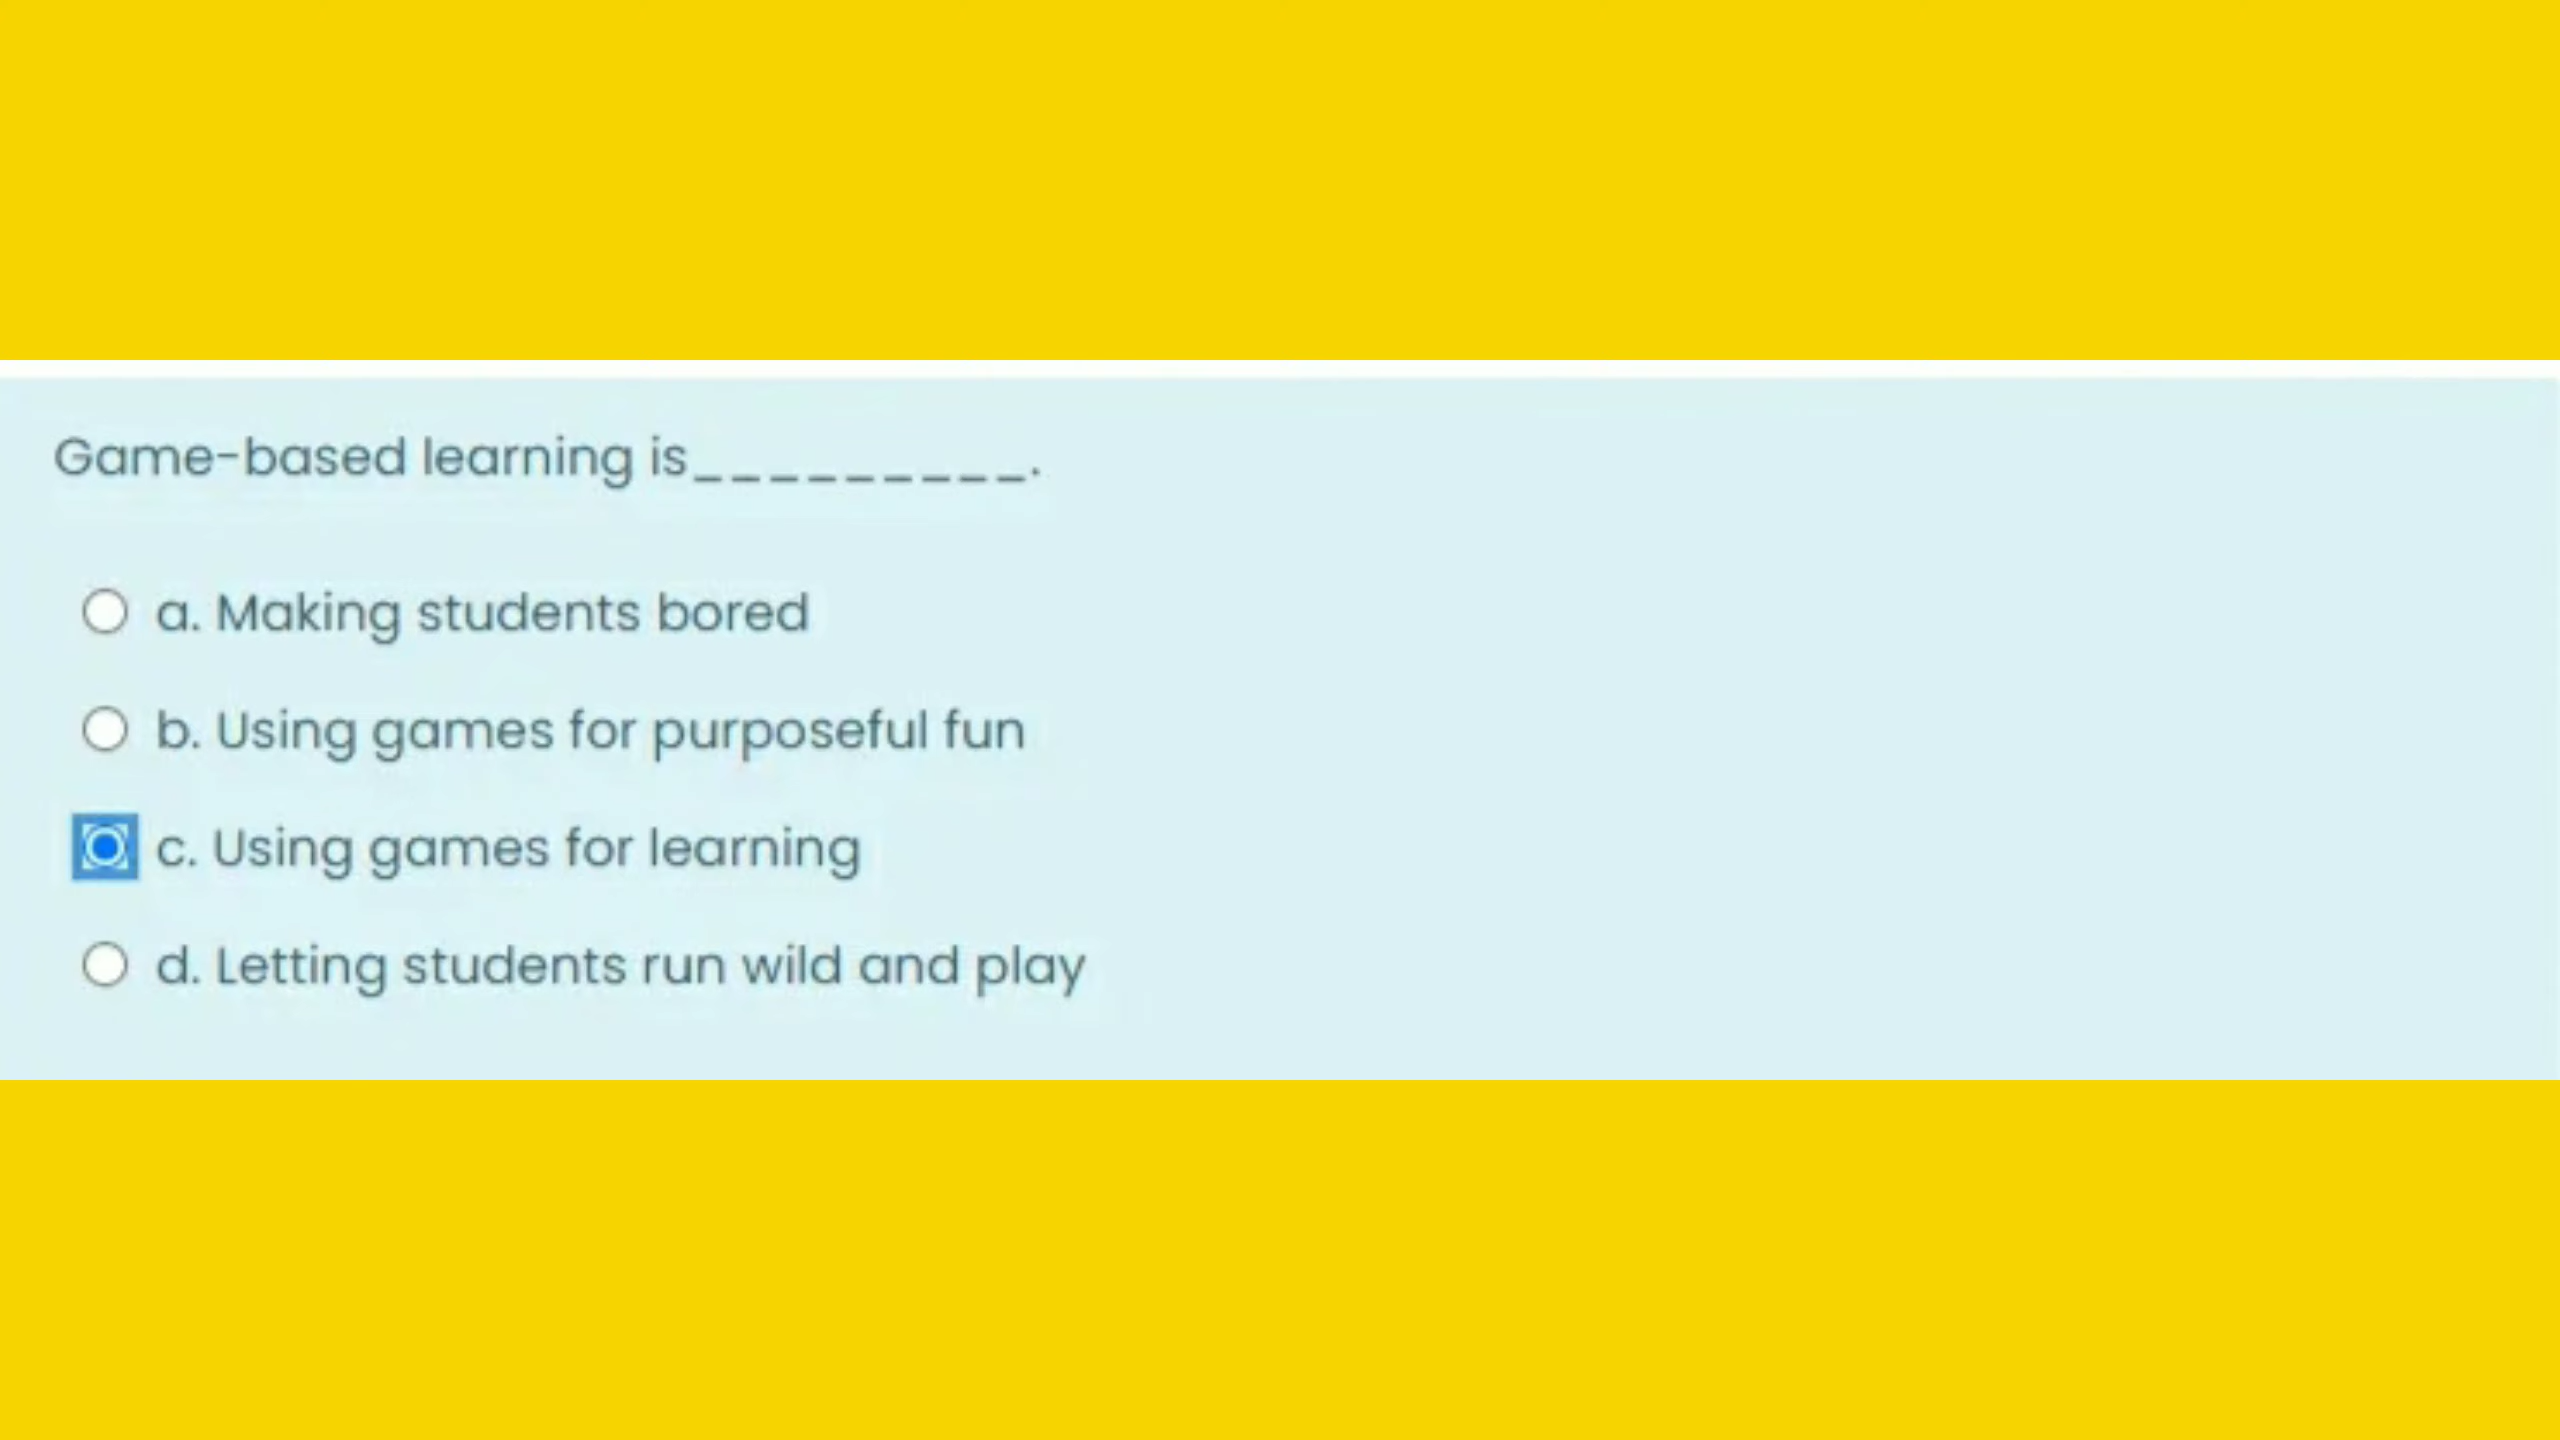 Game-based learning is_________.
a. Making students bored
b. Using games for purposeful fun
c. Using games for learning
d. Letting students run wild and play